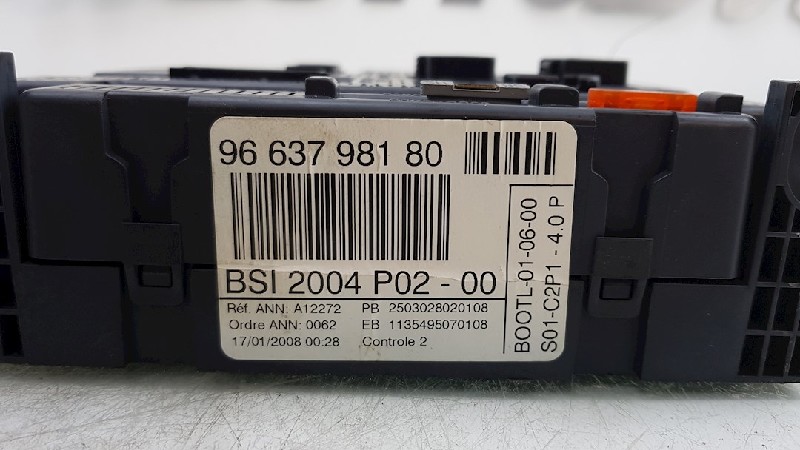 96 637 981 80
BSI 2004 P02 - 00
Réf. ANN: A12272 PB 2503028020108
Ordre ANN: 0062 EB 1135495070108
17/01/2008 00:28 Controle 2
BOOTL-01-06-00
S01-C2P1 - 4.0 P